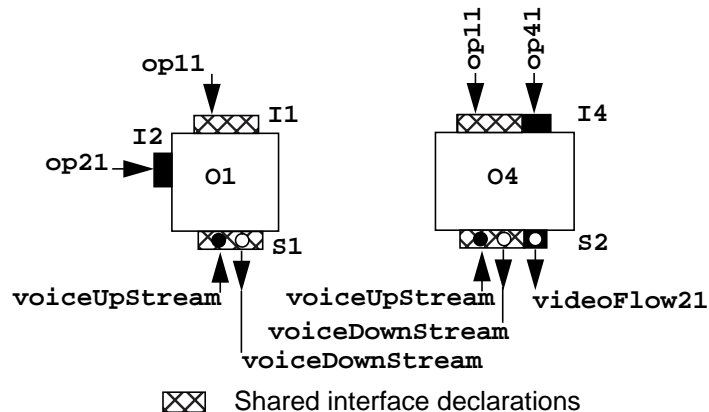 op11
op41
op11
I1
I4
I2
op21
O1
O4
S1
S2
voiceUpStream
voiceUpStream
videoFlow21
voiceDownStream
voiceDownStream
Shared interface declarations